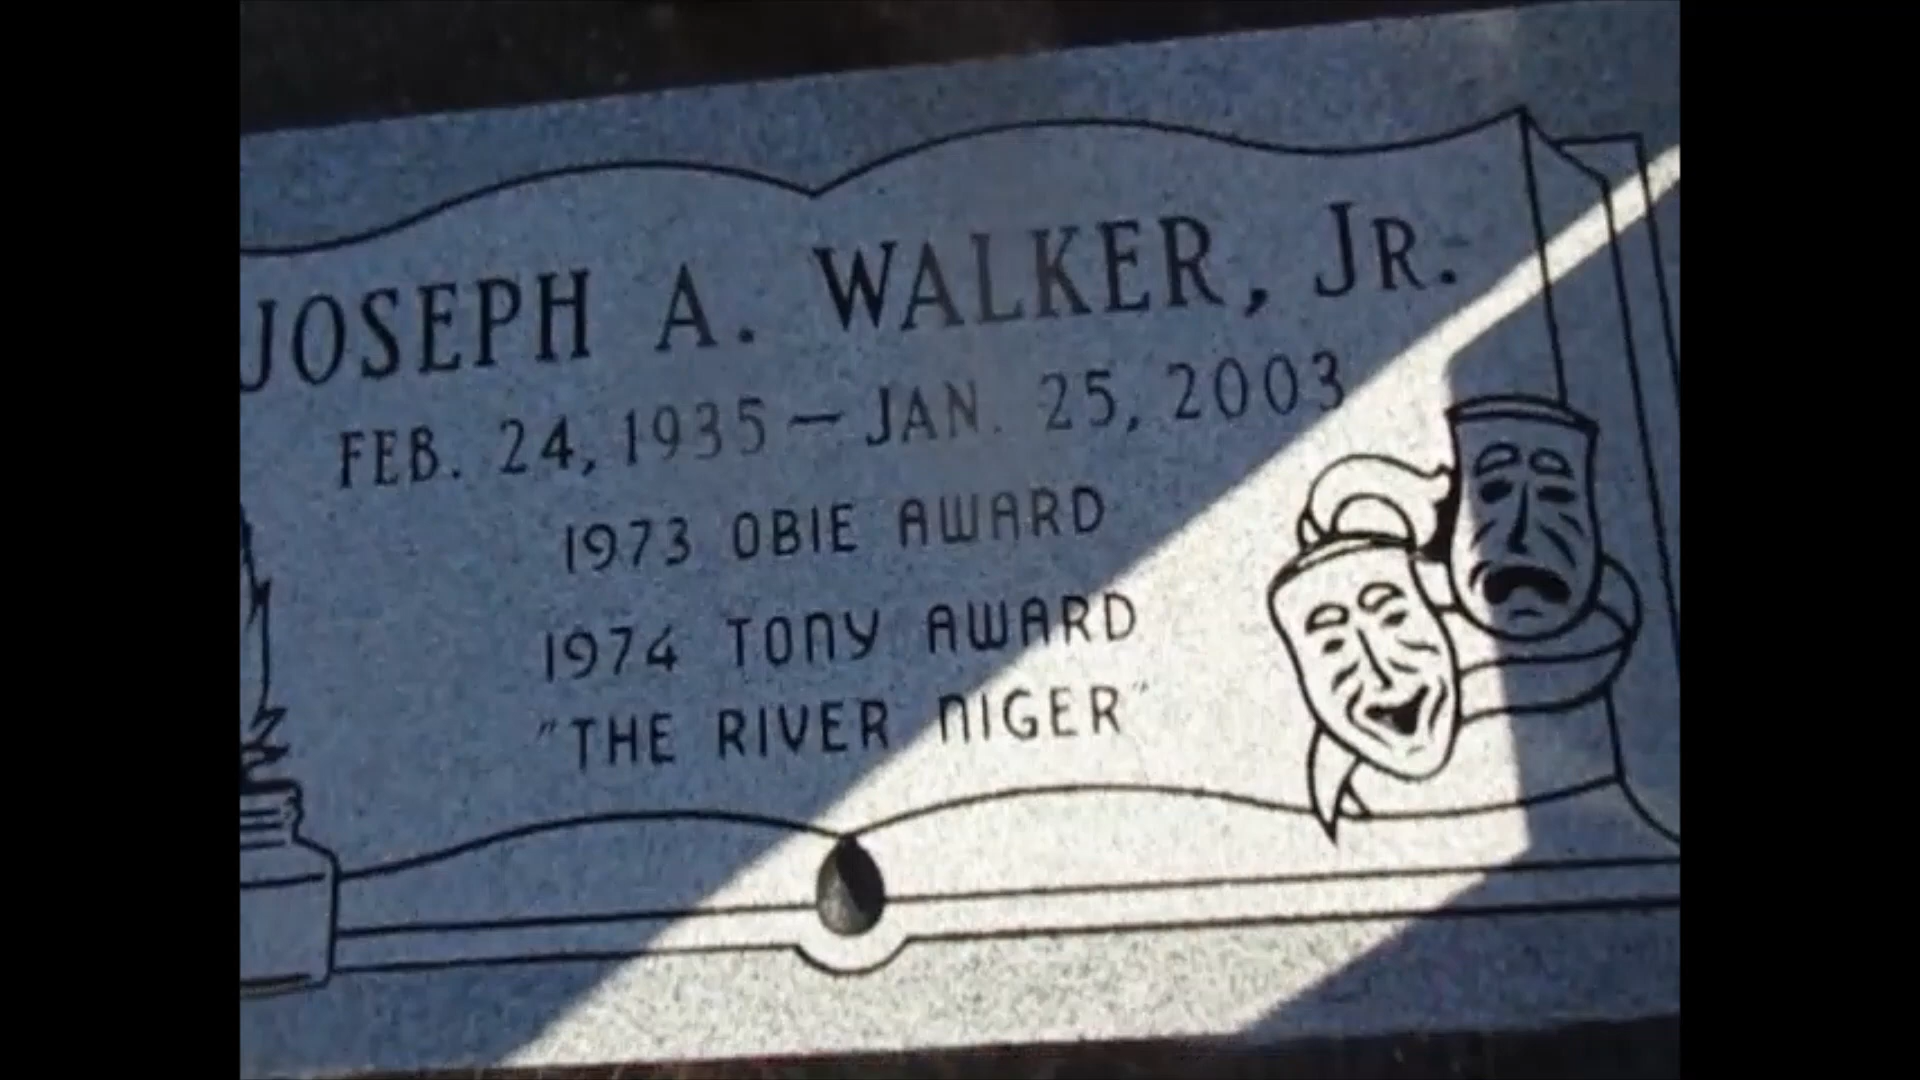 JOSEPH A. WALKER, JR.
FEB. 24, 1935 – JAN. 25, 2003
1973 OBIE AWARD
1974 TONY AWARD
"THE RIVER NIGER"